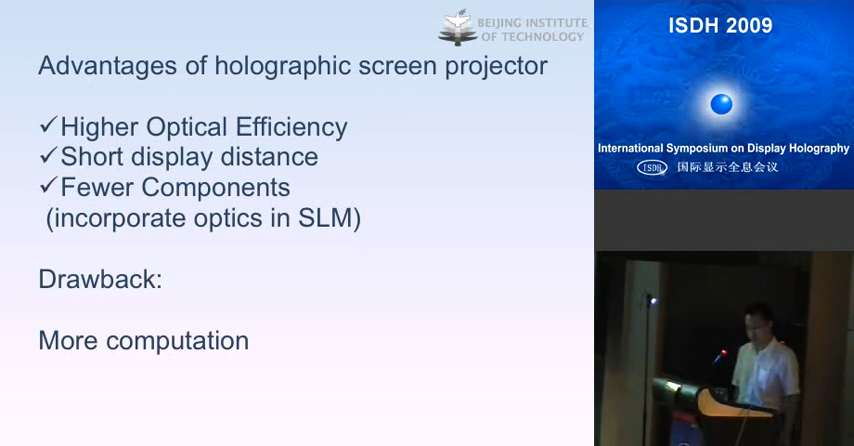 BEIJING INSTITUTE
OF TECHNOLOGY
Advantages of holographic screen projector
✓Higher Optical Efficiency
✓Short display distance
✓Fewer Components
(incorporate optics in SLM)
Drawback:
More computation
ISDH 2009
International Symposium on Display Holography
ISDH 国际显示全息会议